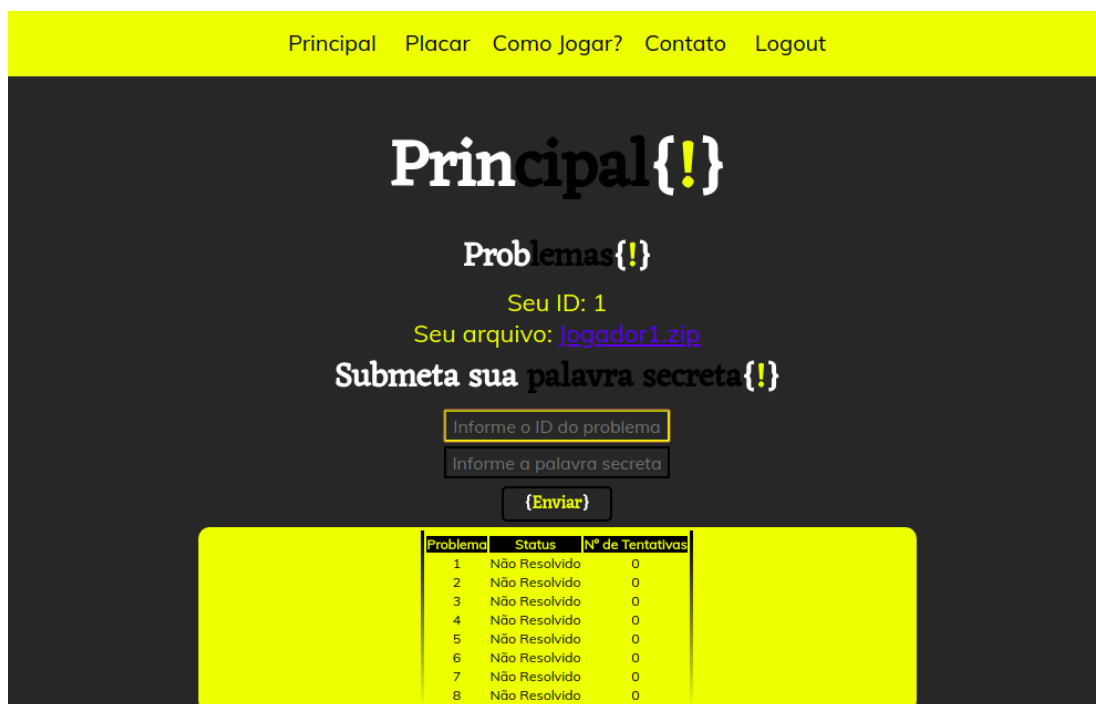 Principal Placar Como Jogar? Contato Logout
Principal{!}
Problemas{!}
Seu ID: 1
Seu arquivo: Jogador1.zip
Submeta sua palavra secreta{!}
Informe o ID do problema
Informe a palavra secreta
{Enviar}
Problema Status Nº de Tentativas
1 Não Resolvido 0
2 Não Resolvido 0
3 Não Resolvido 0
4 Não Resolvido 0
5 Não Resolvido 0
6 Não Resolvido 0
7 Não Resolvido 0
8 Não Resolvido 0